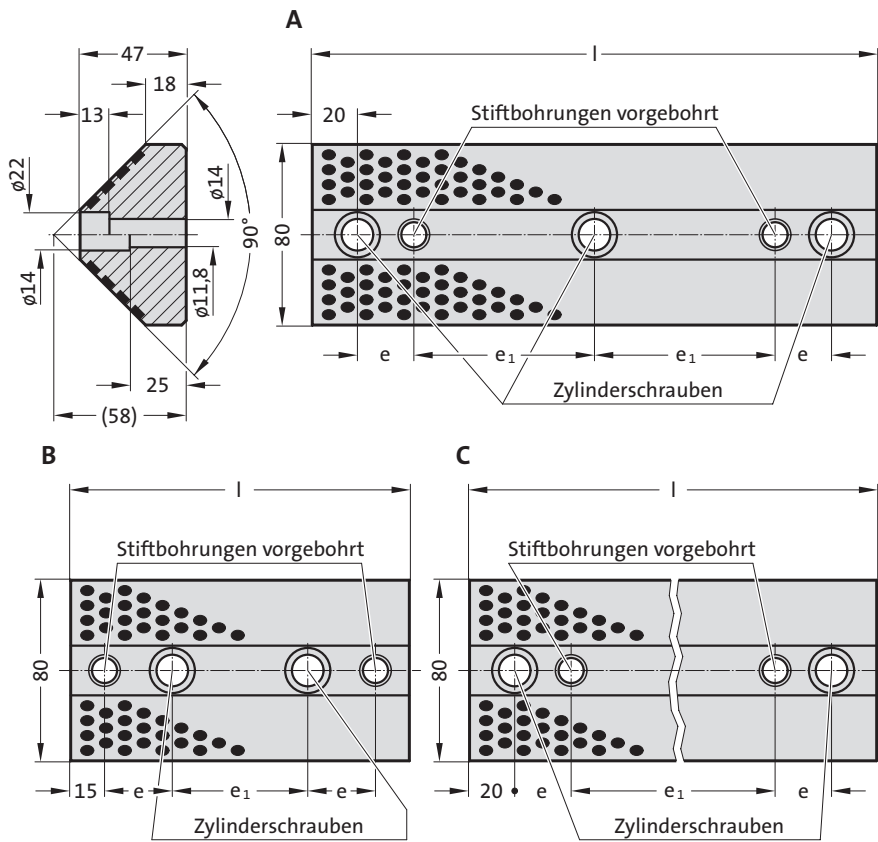 A
47
18
13
l
20
Stiftbohrungen vorgebohrt
ø22
ø14
90°
80
ø14
ø11,8
25
(58)
e
e₁
e₁
e
Zylinderschrauben
B
l
Stiftbohrungen vorgebohrt
80
15
e
e₁
e
Zylinderschrauben
C
l
Stiftbohrungen vorgebohrt
80
20
e
e₁
e
Zylinderschrauben